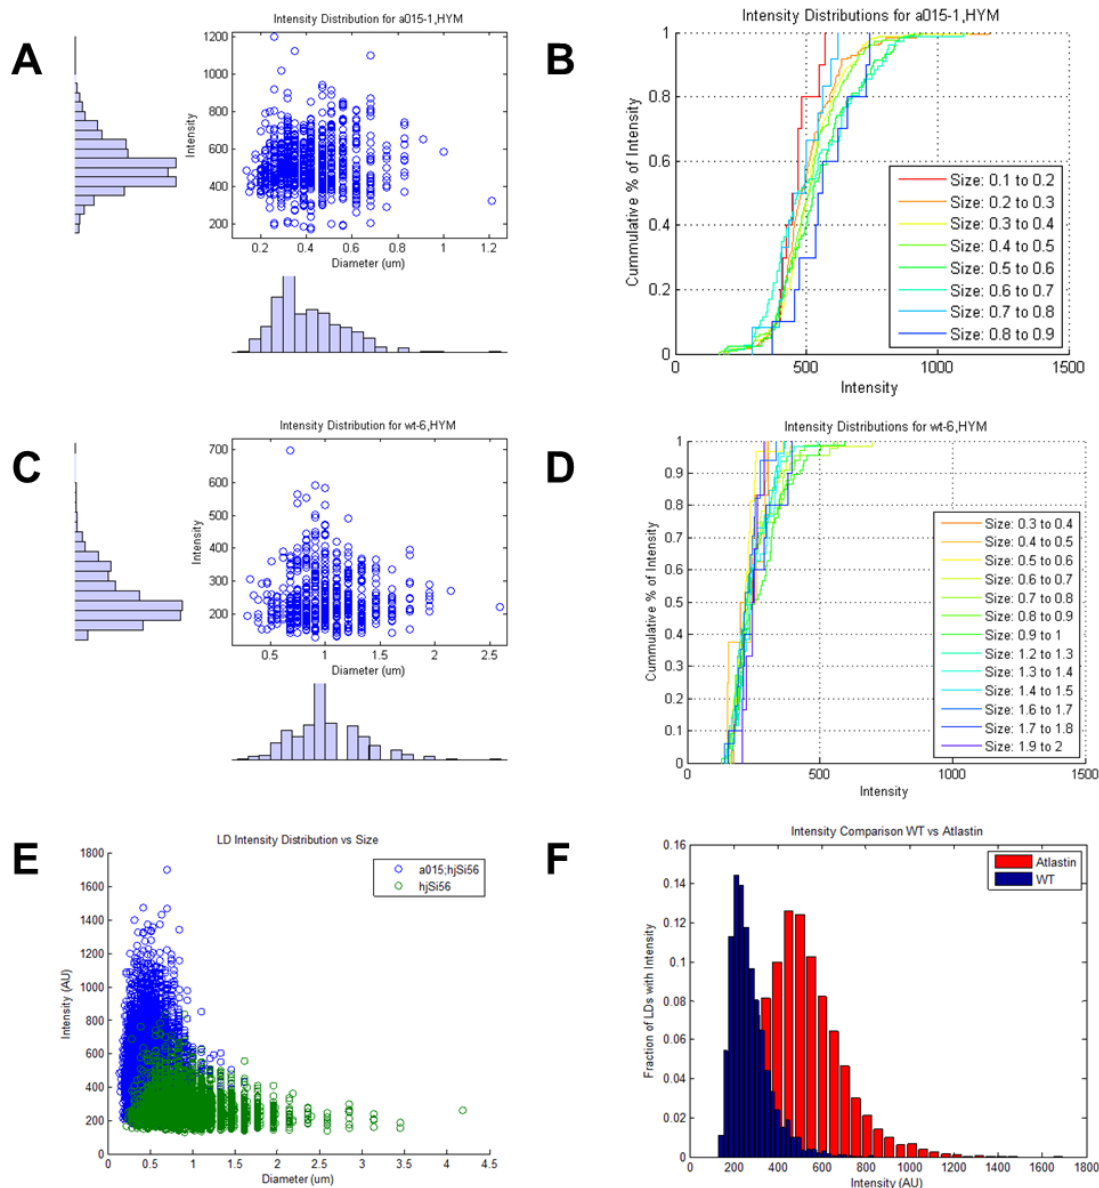 A
Intensity Distribution for a015-1,HYM
1200
1000
800
600
400
200
Intensity
0.2 0.4 0.6 0.8 1 1.2
Diameter (um)
B
Intensity Distributions for a015-1,HYM
1
0.8
0.6
0.4
0.2
0
Cummulative % of Intensity
Size: 0.1 to 0.2
Size: 0.2 to 0.3
Size: 0.3 to 0.4
Size: 0.4 to 0.5
Size: 0.5 to 0.6
Size: 0.6 to 0.7
Size: 0.7 to 0.8
Size: 0.8 to 0.9
0 500 1000 1500
Intensity
C
Intensity Distribution for wt-6,HYM
700
600
500
400
300
200
Intensity
0.5 1 1.5 2 2.5
Diameter (um)
D
Intensity Distributions for wt-6,HYM
1
0.9
0.8
0.7
0.6
0.5
0.4
0.3
0.2
0.1
0
Cummulative % of Intensity
Size: 0.3 to 0.4
Size: 0.4 to 0.5
Size: 0.5 to 0.6
Size: 0.6 to 0.7
Size: 0.7 to 0.8
Size: 0.8 to 0.9
Size: 0.9 to 1
Size: 1.2 to 1.3
Size: 1.3 to 1.4
Size: 1.4 to 1.5
Size: 1.6 to 1.7
Size: 1.7 to 1.8
Size: 1.9 to 2
0 500 1000 1500
Intensity
E
LD Intensity Distribution vs Size
1800
1600
1400
1200
1000
800
600
400
200
0
Intensity (AU)
a015;hjSi56
hjSi56
0 0.5 1 1.5 2 2.5 3 3.5 4 4.5
Diameter (um)
F
Intensity Comparison WT vs Atlastin
0.16
0.14
0.12
0.1
0.08
0.06
0.04
0.02
0
Fraction of LDs with Intensity
Atlastin
WT
200 400 600 800 1000 1200 1400 1600 1800
Intensity (AU)